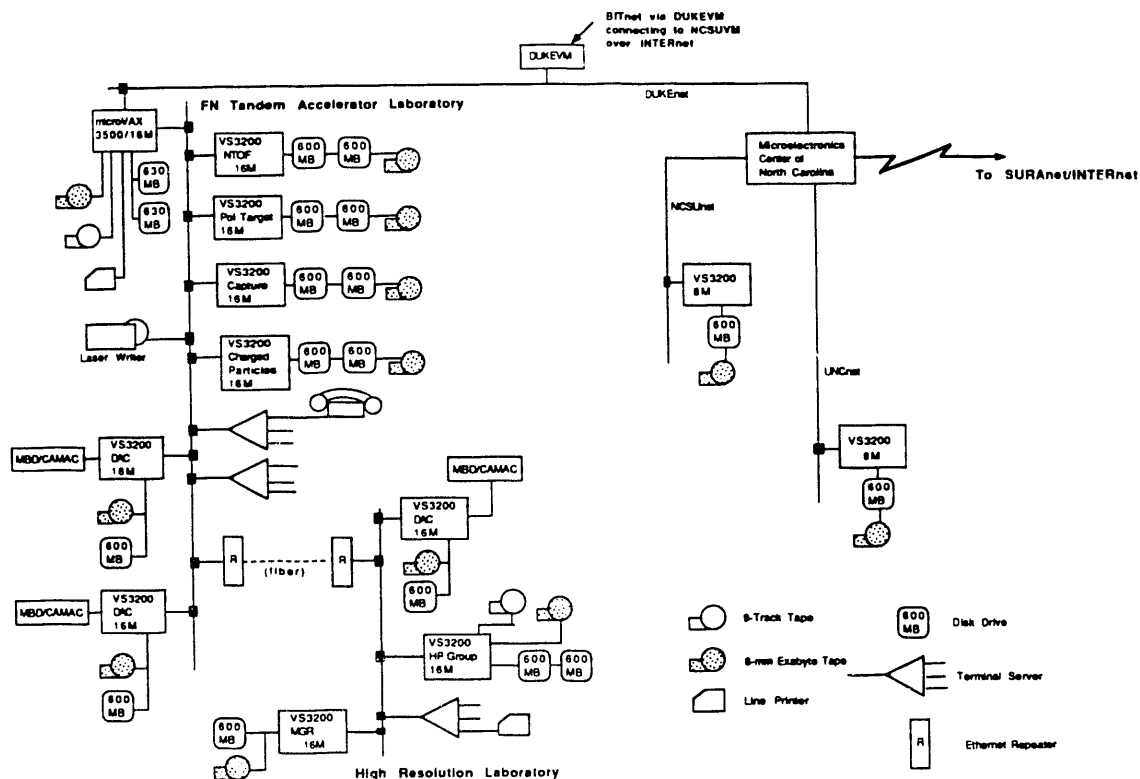 BITnet via DUKEVM
connecting to NCSUVM
over INTERnet
DUKEVM
DUKEnet
FN Tandem Accelerator Laboratory
microVAX
3500/16M
630
MB
630
MB
VS3200
NTOF
16M
600
MB
600
MB
VS3200
Pol Target
16M
600
MB
600
MB
VS3200
Capture
16M
600
MB
600
MB
Laser Writer
VS3200
Charged
Particles
16M
600
MB
600
MB
Microelectronics
Center of
North Carolina
To SURAnet/INTERnet
NCSUnet
VS3200
8M
600
MB
UNCnet
VS3200
8M
600
MB
MBD/CAMAC
VS3200
DAC
16M
600
MB
MBD/CAMAC
VS3200
DAC
16M
600
MB
R
(fiber)
R
MBD/CAMAC
VS3200
DAC
16M
600
MB
VS3200
HP Group
16M
600
MB
600
MB
600
MB
VS3200
MGR
16M
High Resolution Laboratory
9-Track Tape
600
MB
Disk Drive
8-mm Exabyte Tape
Terminal Server
Line Printer
R
Ethernet Repeater